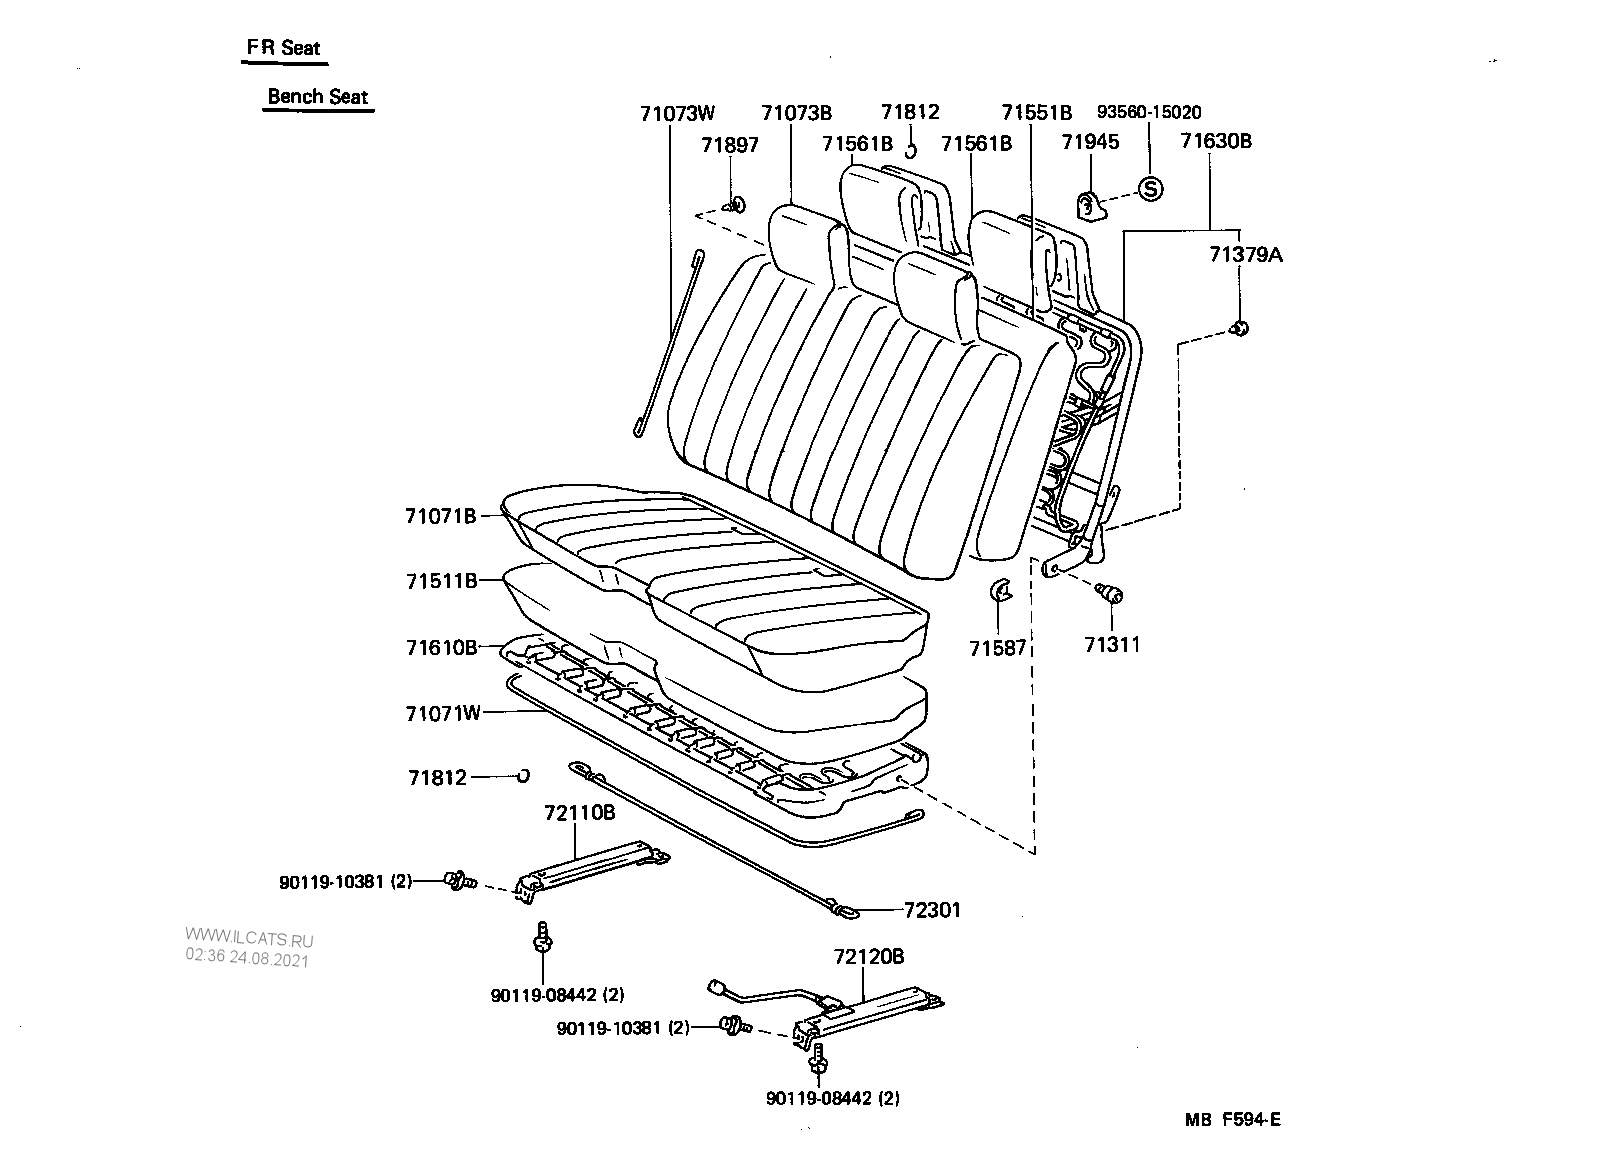 FR Seat
Bench Seat
71073W 71073B 71812 71551B 93560-15020
71897 71561B 71561B 71945 71630B
S
71379A
71071B
71511B
71587 71311
71610B
71071W
71812
72110B
90119-10381 (2)
72301
WWW.ILCATS.RU
02:36 24.08.2021
72120B
90119-08442 (2)
90119-10381 (2)
90119-08442 (2)
MB F594-E